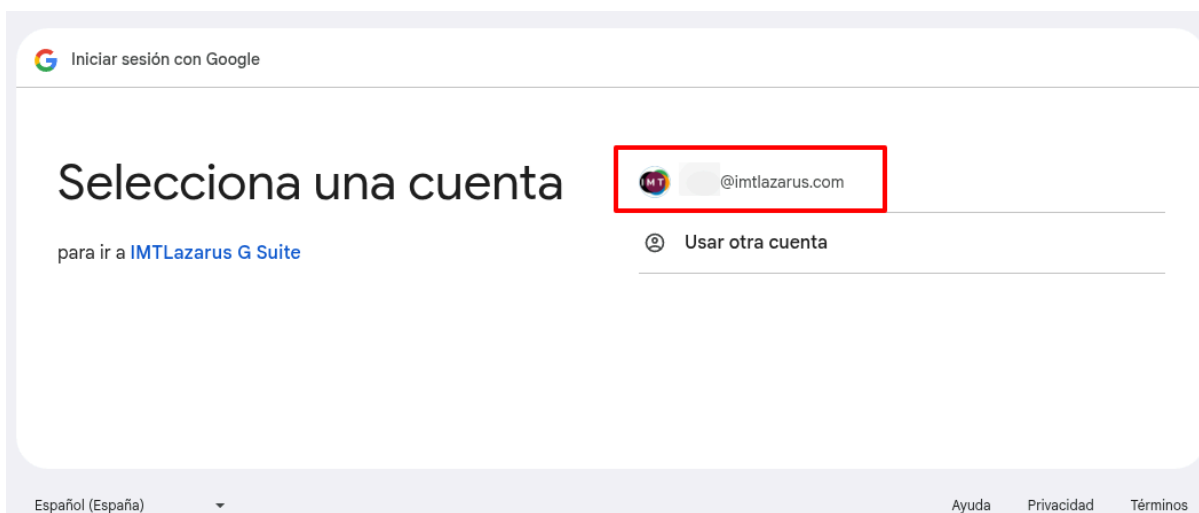 Iniciar sesión con Google
Selecciona una cuenta
para ir a IMTLazarus G Suite
IMT
@imtlazarus.com
Usar otra cuenta
Español (España)
Ayuda Privacidad Términos